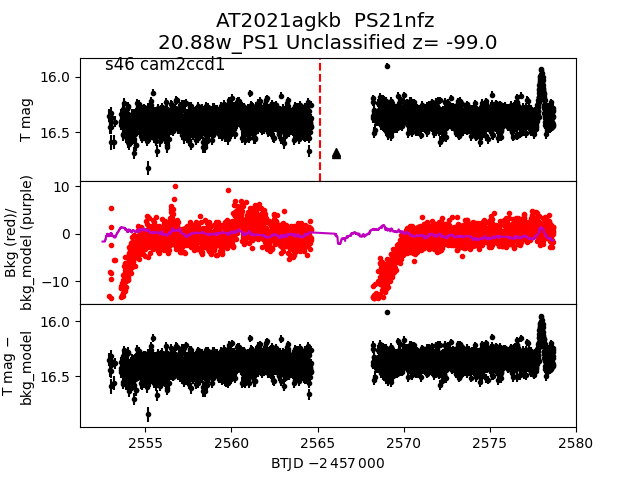 AT2021agkb  PS21nfz
20.88w_PS1 Unclassified z= -99.0
s46 cam2ccd1
16.0
16.5
T mag
10
0
−10
Bkg (red)/
bkg_model (purple)
16.0
16.5
T mag −
bkg_model
2555 2560 2565 2570 2575 2580
BTJD −2 457 000